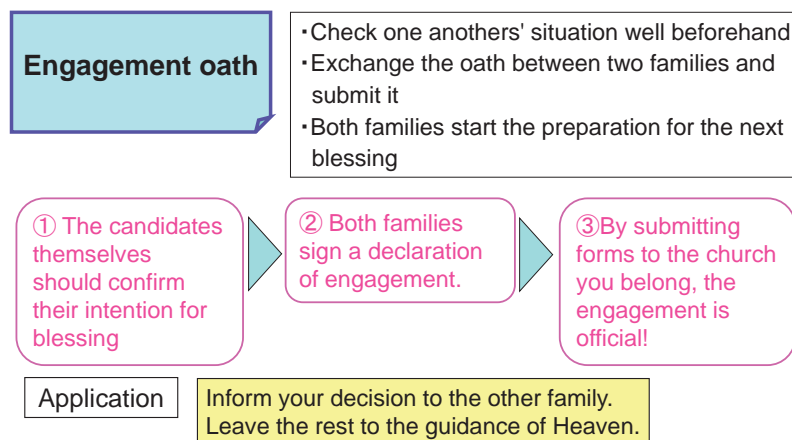 Engagement oath
・Check one anothers' situation well beforehand
・Exchange the oath between two families and
submit it
・Both families start the preparation for the next
blessing
① The candidates
themselves
should confirm
their intention for
blessing
② Both families
sign a declaration
of engagement.
③By submitting
forms to the church
you belong, the
engagement is
official!
Application
Inform your decision to the other family.
Leave the rest to the guidance of Heaven.